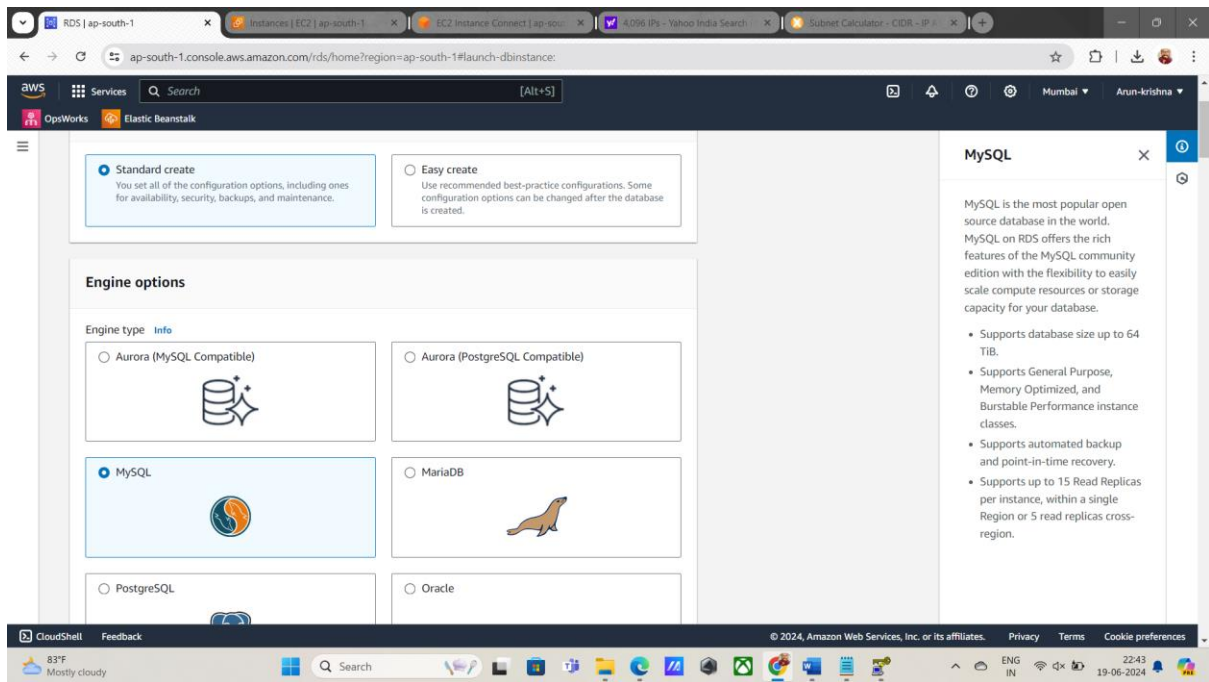 RDS | ap-south-1
Instances | EC2 | ap-south-1
EC2 Instance Connect | ap-sou
4,096 IPs - Yahoo India Search
Subnet Calculator - CIDR - IP
ap-south-1.console.aws.amazon.com/rds/home?region=ap-south-1#launch-dbinstance:
aws
Services
Search
[Alt+S]
Mumbai
Arun-krishna
OpsWorks
Elastic Beanstalk
Standard create
You set all of the configuration options, including ones
for availability, security, backups, and maintenance.
Easy create
Use recommended best-practice configurations. Some
configuration options can be changed after the database
is created.
Engine options
Engine type Info
Aurora (MySQL Compatible)
Aurora (PostgreSQL Compatible)
MySQL
MariaDB
PostgreSQL
Oracle
MySQL
MySQL is the most popular open
source database in the world.
MySQL on RDS offers the rich
features of the MySQL community
edition with the flexibility to easily
scale compute resources or storage
capacity for your database.
• Supports database size up to 64
TiB.
• Supports General Purpose,
Memory Optimized, and
Burstable Performance instance
classes.
• Supports automated backup
and point-in-time recovery.
• Supports up to 15 Read Replicas
per instance, within a single
Region or 5 read replicas cross-
region.
CloudShell
Feedback
© 2024, Amazon Web Services, Inc. or its affiliates.
Privacy
Terms
Cookie preferences
83°F
Mostly cloudy
Search
ENG
IN
22:43
19-06-2024